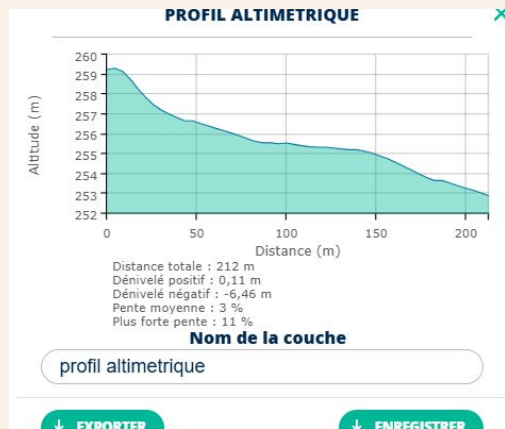 PROFIL ALTIMETRIQUE
×
260
259
258
257
256
255
254
253
252
Altitude (m)
0 50 100 150 200
Distance (m)
Distance totale : 212 m
Dénivelé positif : 0,11 m
Dénivelé négatif : -6,46 m
Pente moyenne : 3 %
Plus forte pente : 11 %
Nom de la couche
profil altimetrique
EXPORTER ENREGISTRER